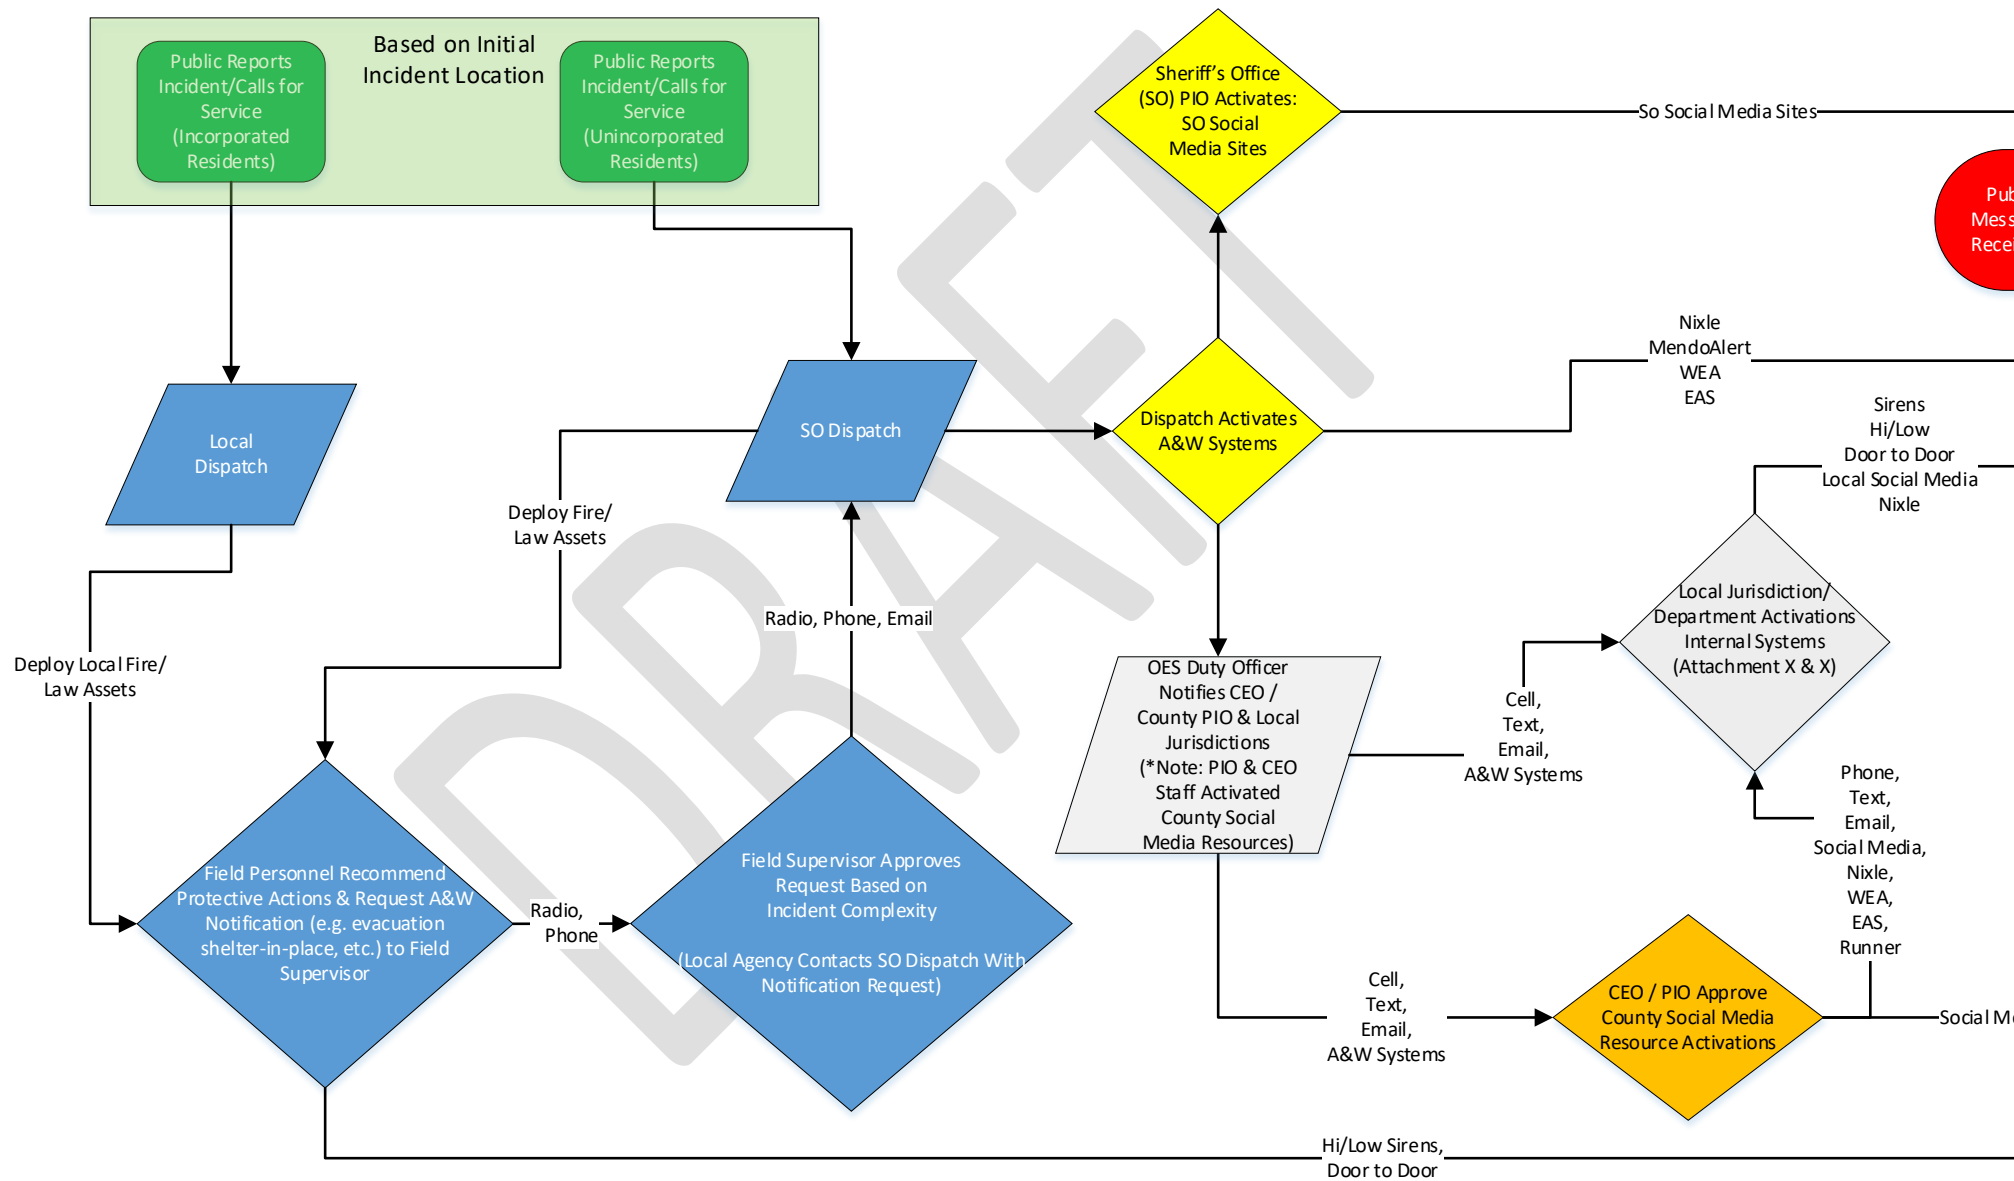 Based on Initial
Incident Location
Public Reports
Incident/Calls for
Service
(Incorporated
Residents)
Public Reports
Incident/Calls for
Service
(Unincorporated
Residents)
Sheriff's Office
(SO) PIO Activates:
SO Social
Media Sites
So Social Media Sites
Pub
Mess
Recei
Nixle
MendoAlert
WEA
EAS
Local
Dispatch
SO Dispatch
Dispatch Activates
A&W Systems
Sirens
Hi/Low
Door to Door
Local Social Media
Nixle
Deploy Fire/
Law Assets
Radio, Phone, Email
Deploy Local Fire/
Law Assets
Local Jurisdiction/
Department Activations
Internal Systems
(Attachment X & X)
OES Duty Officer
Notifies CEO /
County PIO & Local
Jurisdictions
(*Note: PIO & CEO
Staff Activated
County Social
Media Resources)
Cell,
Text,
Email,
A&W Systems
Phone,
Text,
Email,
Social Media,
Nixle,
WEA,
EAS,
Runner
Field Personnel Recommend
Protective Actions & Request A&W
Notification (e.g. evacuation
shelter-in-place, etc.) to Field
Supervisor
Radio,
Phone
Field Supervisor Approves
Request Based on
Incident Complexity
(Local Agency Contacts SO Dispatch With
Notification Request)
Cell,
Text,
Email,
A&W Systems
CEO / PIO Approve
County Social Media
Resource Activations
Social Me
Hi/Low Sirens,
Door to Door
DRAFT